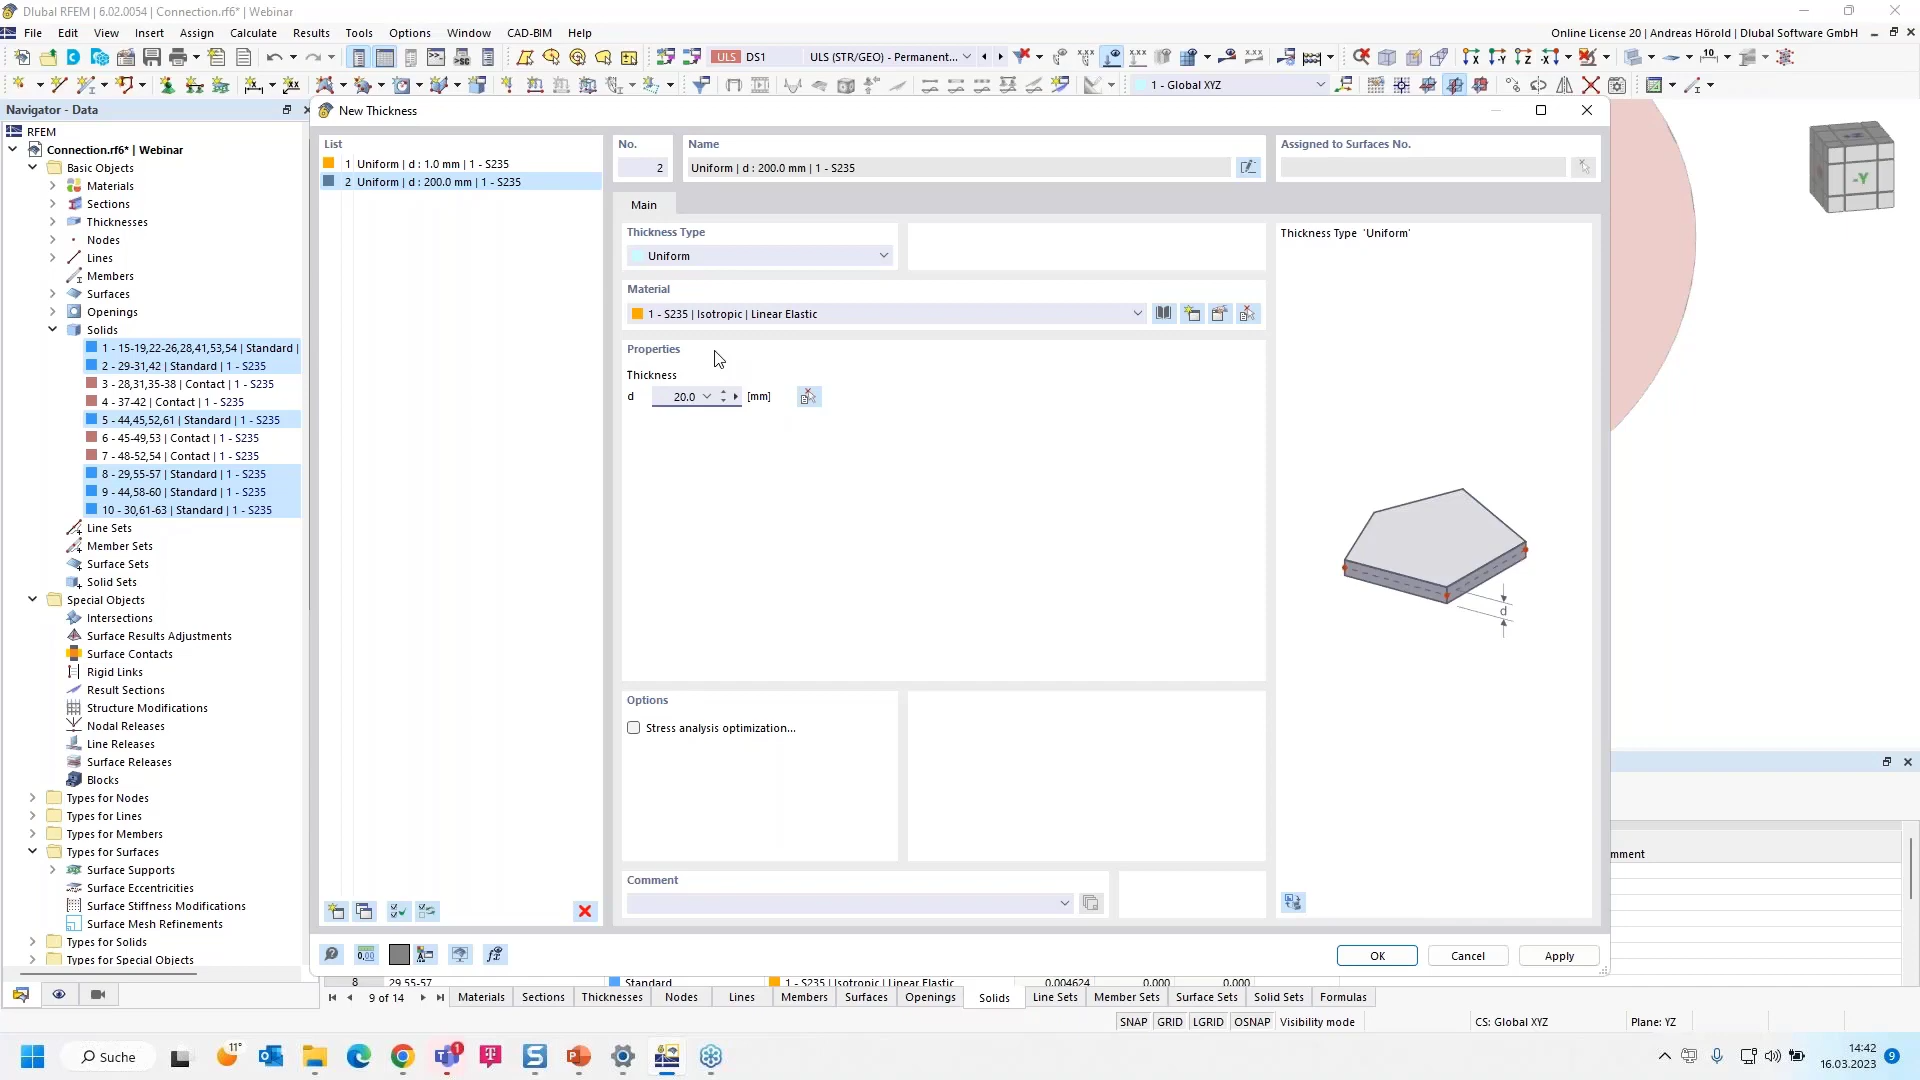 Dlubal RFEM | 6.02.0054 | Connection.rf6* | Webinar
File Edit View Insert Assign Calculate Results Tools Options Window CAD-BIM Help
Online License 20 | Andreas Hörold | Dlubal Software GmbH
ULS DS1 ULS (STR/GEO) - Permanent...
1 - Global XYZ
Navigator - Data
RFEM
Connection.rf6* | Webinar
Basic Objects
Materials
Sections
Thicknesses
Nodes
Lines
Members
Surfaces
Openings
Solids
1 - 15-19,22-26,28,41,53,54 | Standard |
2 - 29-31,42 | Standard | 1 - S235
3 - 28,31,35-38 | Contact | 1 - S235
4 - 37-42 | Contact | 1 - S235
5 - 44,45,52,61 | Standard | 1 - S235
6 - 45-49,53 | Contact | 1 - S235
7 - 48-52,54 | Contact | 1 - S235
8 - 29,55-57 | Standard | 1 - S235
9 - 44,58-60 | Standard | 1 - S235
10 - 30,61-63 | Standard | 1 - S235
Line Sets
Member Sets
Surface Sets
Solid Sets
Special Objects
Intersections
Surface Results Adjustments
Surface Contacts
Rigid Links
Result Sections
Structure Modifications
Nodal Releases
Line Releases
Surface Releases
Blocks
Types for Nodes
Types for Lines
Types for Members
Types for Surfaces
Surface Supports
Surface Eccentricities
Surface Stiffness Modifications
Surface Mesh Refinements
Types for Solids
Types for Special Objects
New Thickness
List
1 Uniform | d : 1.0 mm | 1 - S235
2 Uniform | d : 200.0 mm | 1 - S235
No.
2
Name
Uniform | d : 200.0 mm | 1 - S235
Assigned to Surfaces No.
Main
Thickness Type
Uniform
Material
1 - S235 | Isotropic | Linear Elastic
Properties
Thickness
d 20.0 [mm]
Options
Stress analysis optimization...
Comment
Thickness Type 'Uniform'
d
OK Cancel Apply
-Y
mment
8 29,55-57 Standard 1 - S235 | Isotropic | Linear Elastic 0.004624 0.000 0.000
9 of 14 Materials Sections Thicknesses Nodes Lines Members Surfaces Openings Solids Line Sets Member Sets Surface Sets Solid Sets Formulas
SNAP GRID LGRID OSNAP Visibility mode CS: Global XYZ Plane: YZ
Suche
11°
1
14:42
16.03.2023
9